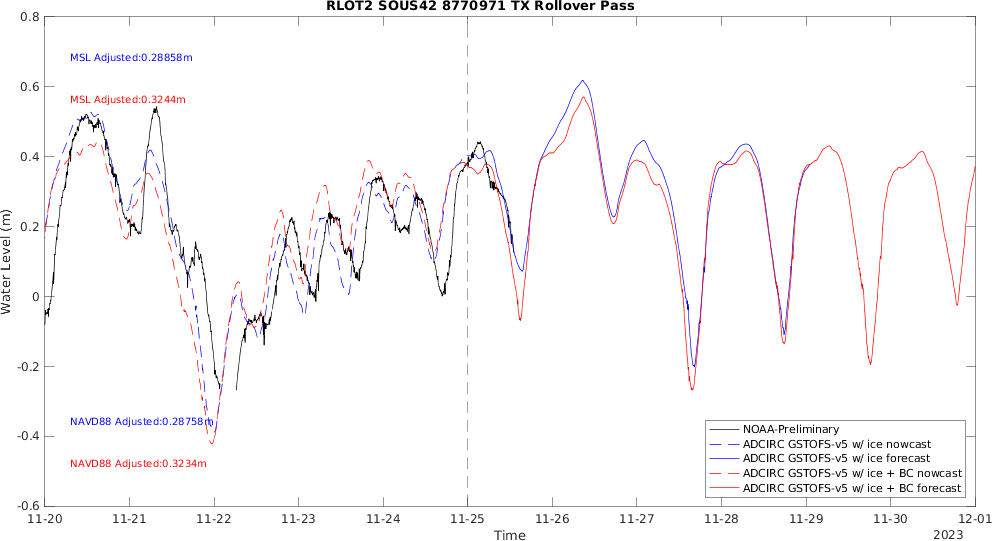 RLOT2 SOUS42 8770971 TX Rollover Pass
0.8
MSL Adjusted:0.28858m
0.6
MSL Adjusted:0.3244m
0.4
0.2
Water Level (m)
0
-0.2
NAVD88 Adjusted:0.28758m
-0.4
NAVD88 Adjusted:0.3234m
-0.6
NOAA-Preliminary
ADCIRC GSTOFS-v5 w/ ice nowcast
ADCIRC GSTOFS-v5 w/ ice forecast
ADCIRC GSTOFS-v5 w/ ice + BC nowcast
ADCIRC GSTOFS-v5 w/ ice + BC forecast
11-20 11-21 11-22 11-23 11-24 11-25 11-26 11-27 11-28 11-29 11-30 12-01
Time
2023